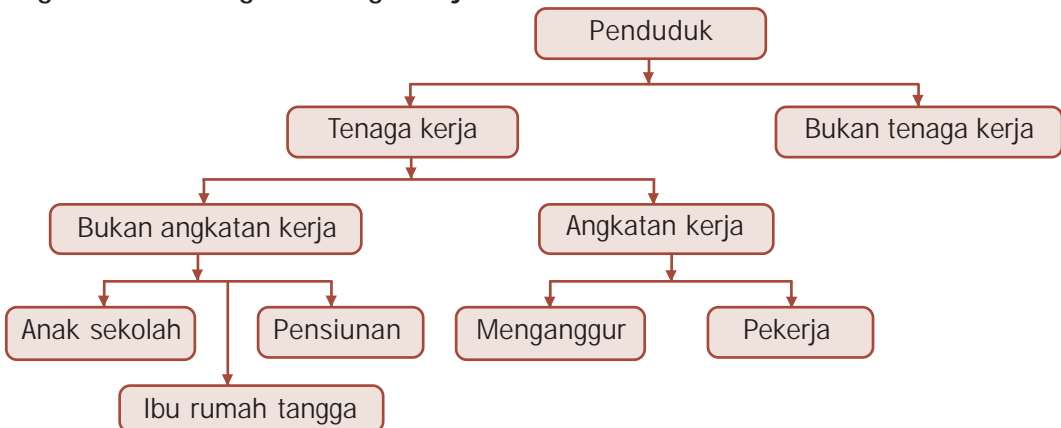 Penduduk
Tenaga kerja
Bukan tenaga kerja
Bukan angkatan kerja
Angkatan kerja
Anak sekolah
Pensiunan
Menganggur
Pekerja
Ibu rumah tangga